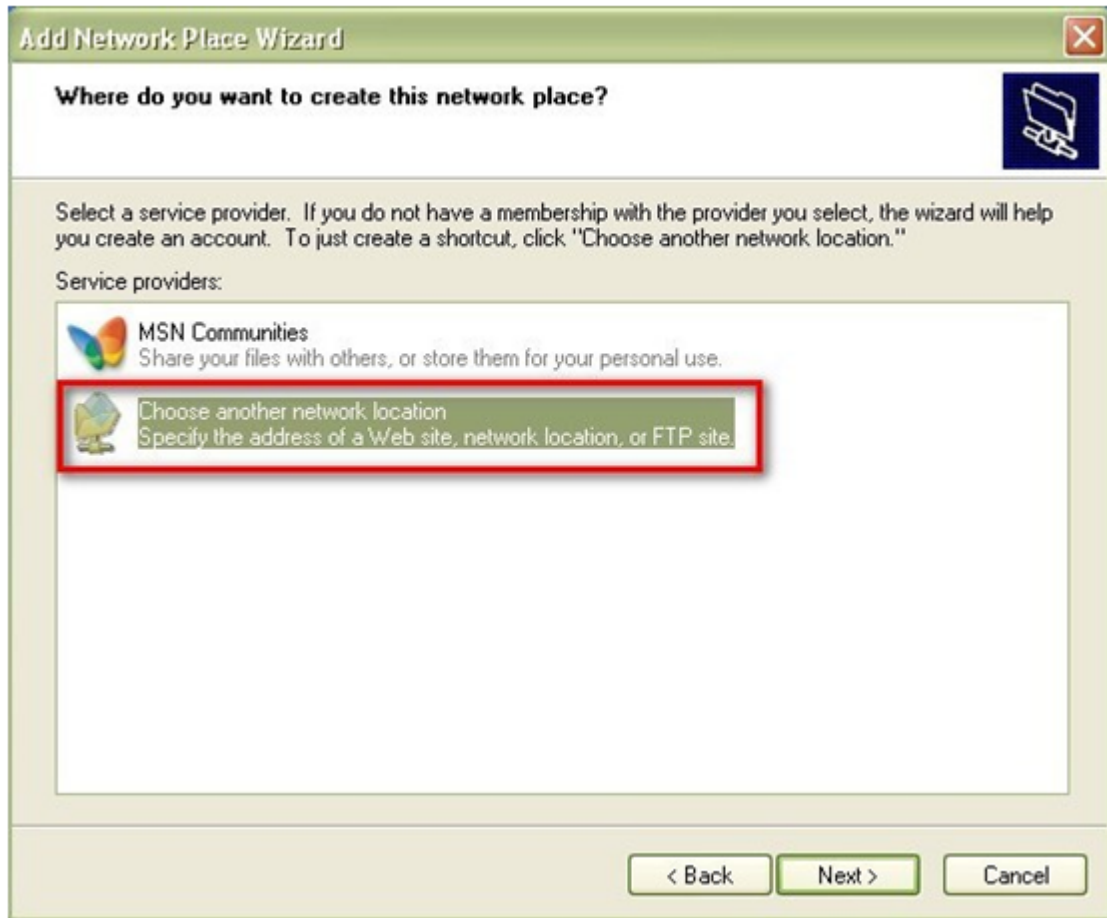 Add Network Place Wizard
Where do you want to create this network place?
Select a service provider. If you do not have a membership with the provider you select, the wizard will help
you create an account. To just create a shortcut, click "Choose another network location."
Service providers:
MSN Communities
Share your files with others, or store them for your personal use.
Choose another network location
Specify the address of a Web site, network location, or FTP site.
< Back Next > Cancel